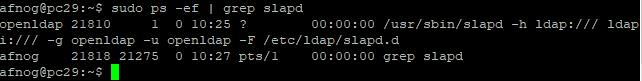 afnog@pc29:~$ sudo ps -ef | grep slapd
openldap 21810     1  0 10:25 ?        00:00:00 /usr/sbin/slapd -h ldap:/// ldap
i:/// -g openldap -u openldap -F /etc/ldap/slapd.d
afnog    21818 21275  0 10:27 pts/1    00:00:00 grep slapd
afnog@pc29:~$